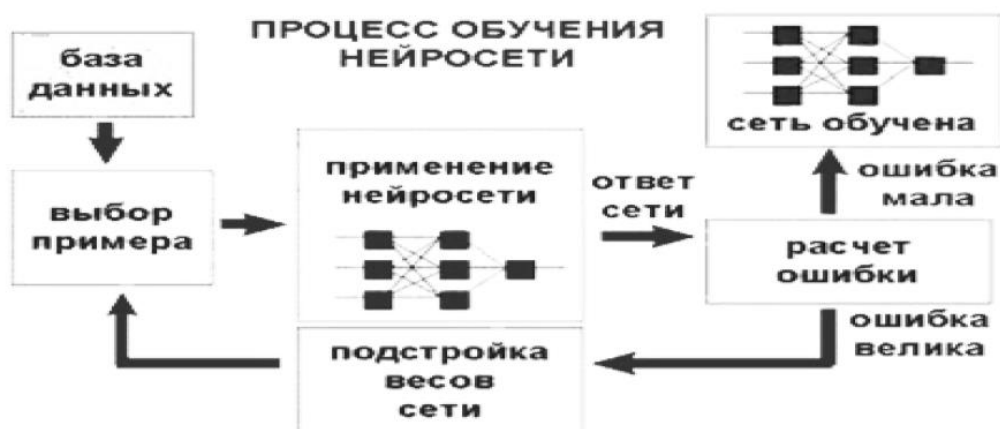 ПРОЦЕСС ОБУЧЕНИЯ
НЕЙРОСЕТИ
база
данных
выбор
примера
применение
нейросети
ответ
сети
расчет
ошибки
ошибка
мала
сеть обучена
ошибка
велика
подстройка
весов
сети